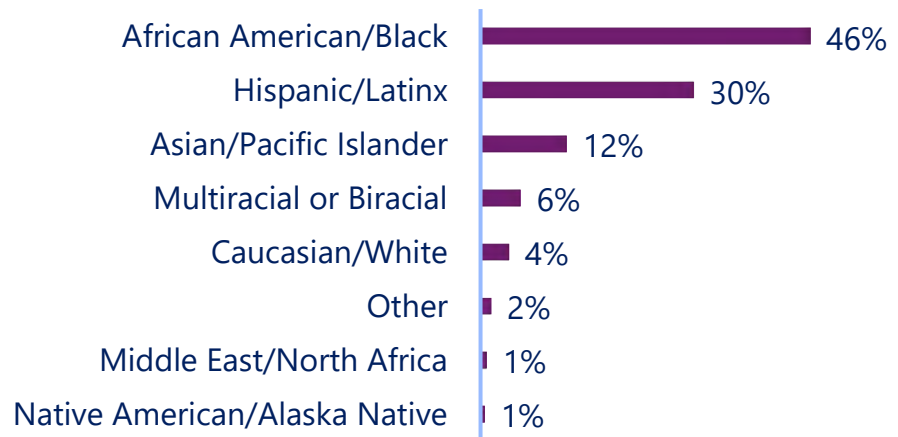 African American/Black 46%
Hispanic/Latinx 30%
Asian/Pacific Islander 12%
Multiracial or Biracial 6%
Caucasian/White 4%
Other 2%
Middle East/North Africa 1%
Native American/Alaska Native 1%